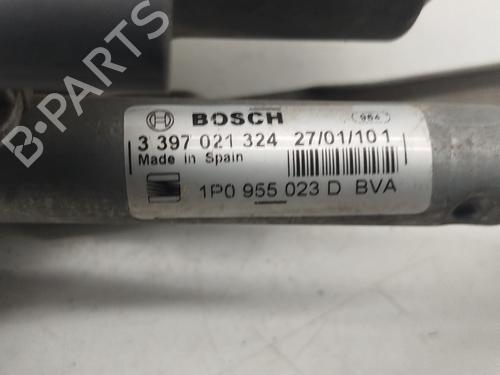 B-PARTS
BOSCH 954
3 397 021 324 27/01/10 1
Made in Spain
1P0 955 023 D BVA